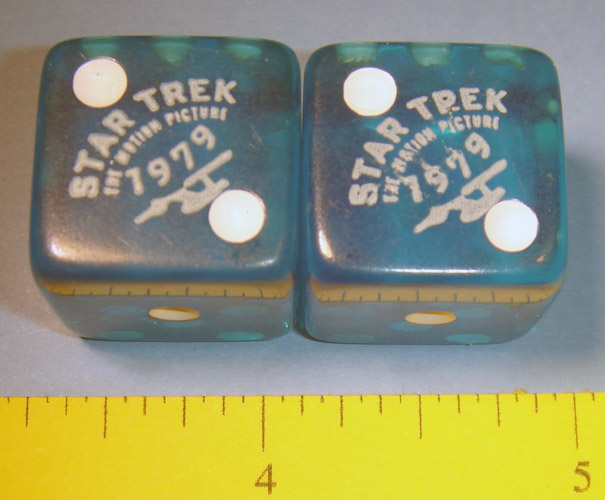 STAR TREK
THE MOTION PICTURE
1979
STAR TREK
THE MOTION PICTURE
1979
4
5